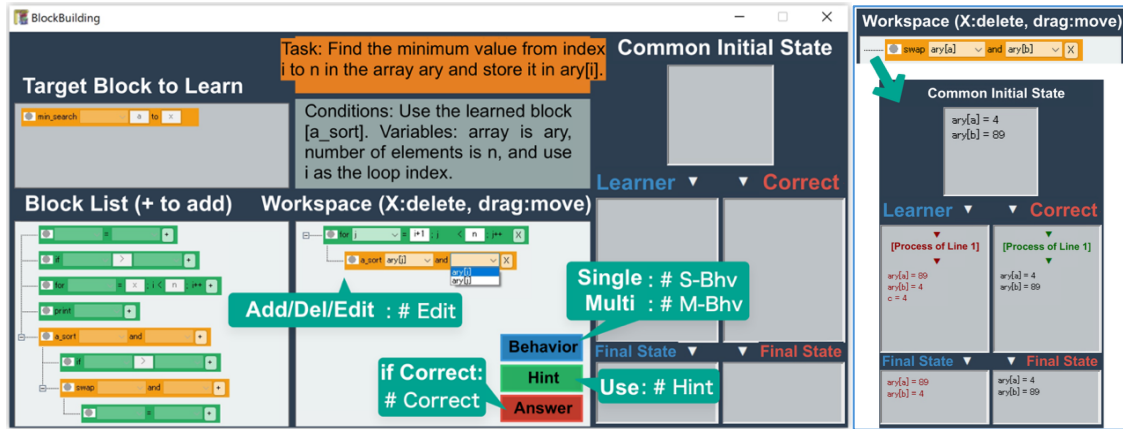 BlockBuilding
Target Block to Learn
min_search a to x
Task: Find the minimum value from index
i to n in the array ary and store it in ary[i].
Conditions: Use the learned block
[a_sort]. Variables: array is ary,
number of elements is n, and use
i as the loop index.
Common Initial State
Learner ▼ ▼ Correct
Block List (+ to add)
= +
if > +
for = x ; i < n ; i++ +
print +
a_sort and +
if > +
swap and +
= +
Workspace (X:delete, drag:move)
for j = i+1 ; j < n ; j++ X
a_sort ary[i] and X
ary[i]
ary[j]
Add/Del/Edit : # Edit
Single : # S-Bhv
Multi : # M-Bhv
Behavior
Hint
Answer
if Correct:
# Correct
Use: # Hint
Final State ▼ ▼ Final State
Workspace (X:delete, drag:move)
swap ary[a] and ary[b] X
Common Initial State
ary[a] = 4
ary[b] = 89
Learner ▼ ▼ Correct
▼
[Process of Line 1]
▼
ary[a] = 89
ary[b] = 4
c = 4
▼
[Process of Line 1]
▼
ary[a] = 4
ary[b] = 89
Final State ▼ ▼ Final State
ary[a] = 89
ary[b] = 4
ary[a] = 4
ary[b] = 89